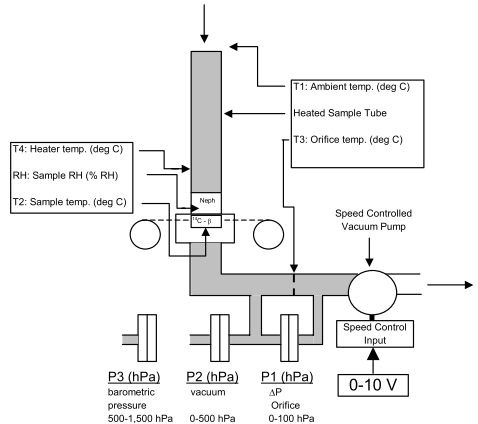 T1: Ambient temp. (deg C)
Heated Sample Tube
T3: Orifice temp. (deg C)
T4: Heater temp. (deg C)
RH: Sample RH (% RH)
T2: Sample temp. (deg C)
Neph
¹⁴C - β
Speed Controlled
Vacuum Pump
Speed Control
Input
0-10 V
P3 (hPa)
barometric
pressure
500-1,500 hPa
P2 (hPa)
vacuum
0-500 hPa
P1 (hPa)
ΔP
Orifice
0-100 hPa